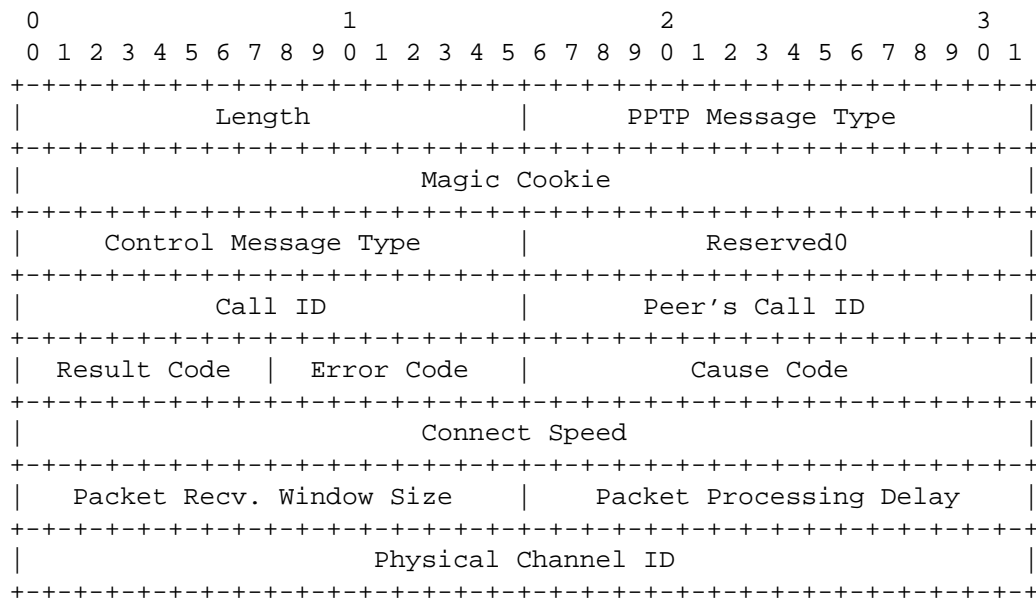 0                   1                   2                   3
0 1 2 3 4 5 6 7 8 9 0 1 2 3 4 5 6 7 8 9 0 1 2 3 4 5 6 7 8 9 0 1
+-+-+-+-+-+-+-+-+-+-+-+-+-+-+-+-+-+-+-+-+-+-+-+-+-+-+-+-+-+-+-+-+
|            Length             |      PPTP Message Type        |
+-+-+-+-+-+-+-+-+-+-+-+-+-+-+-+-+-+-+-+-+-+-+-+-+-+-+-+-+-+-+-+-+
|                         Magic Cookie                          |
+-+-+-+-+-+-+-+-+-+-+-+-+-+-+-+-+-+-+-+-+-+-+-+-+-+-+-+-+-+-+-+-+
|     Control Message Type      |           Reserved0           |
+-+-+-+-+-+-+-+-+-+-+-+-+-+-+-+-+-+-+-+-+-+-+-+-+-+-+-+-+-+-+-+-+
|            Call ID            |       Peer’s Call ID          |
+-+-+-+-+-+-+-+-+-+-+-+-+-+-+-+-+-+-+-+-+-+-+-+-+-+-+-+-+-+-+-+-+
|  Result Code  |  Error Code   |          Cause Code           |
+-+-+-+-+-+-+-+-+-+-+-+-+-+-+-+-+-+-+-+-+-+-+-+-+-+-+-+-+-+-+-+-+
|                         Connect Speed                         |
+-+-+-+-+-+-+-+-+-+-+-+-+-+-+-+-+-+-+-+-+-+-+-+-+-+-+-+-+-+-+-+-+
|   Packet Recv. Window Size    |    Packet Processing Delay    |
+-+-+-+-+-+-+-+-+-+-+-+-+-+-+-+-+-+-+-+-+-+-+-+-+-+-+-+-+-+-+-+-+
|                      Physical Channel ID                      |
+-+-+-+-+-+-+-+-+-+-+-+-+-+-+-+-+-+-+-+-+-+-+-+-+-+-+-+-+-+-+-+-+